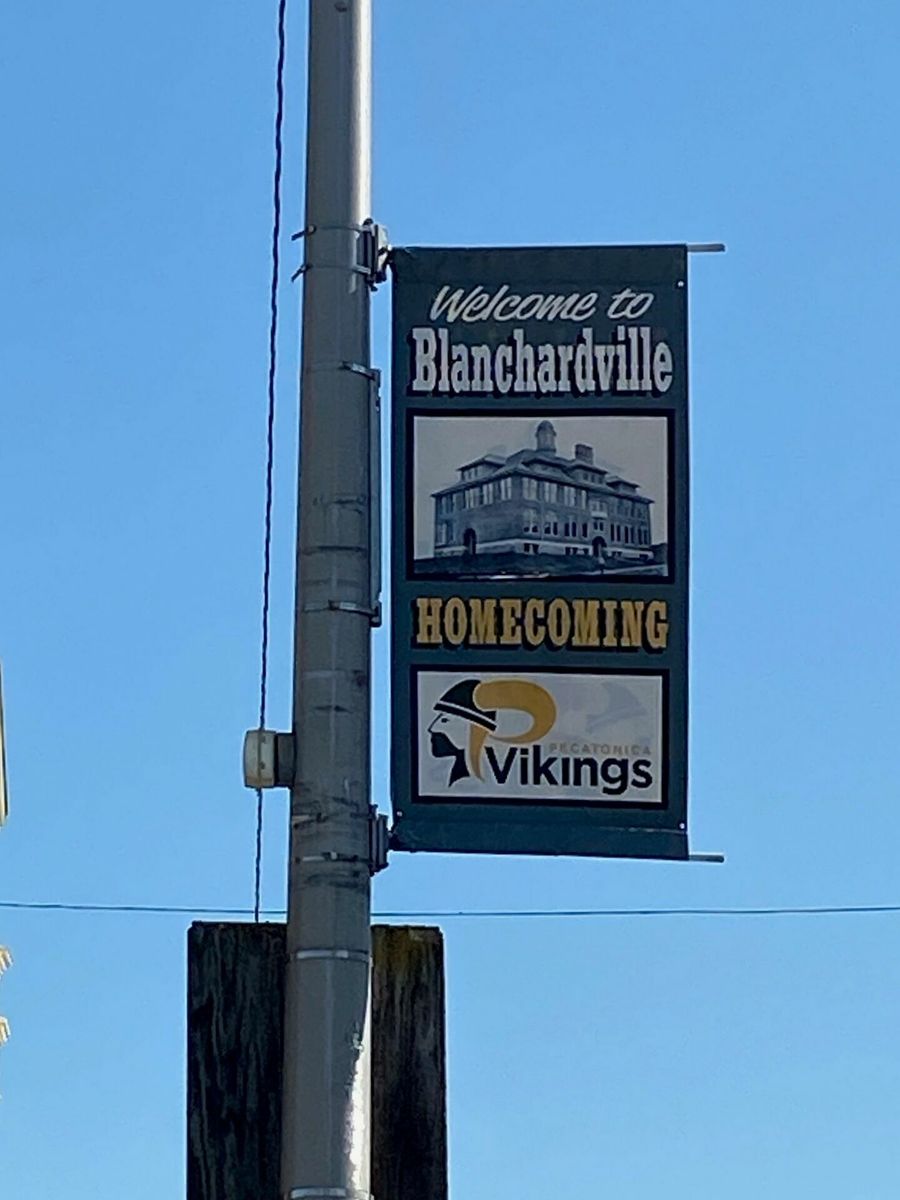 Welcome to
Blanchardville
HOMECOMING
P
PECATONICA
Vikings